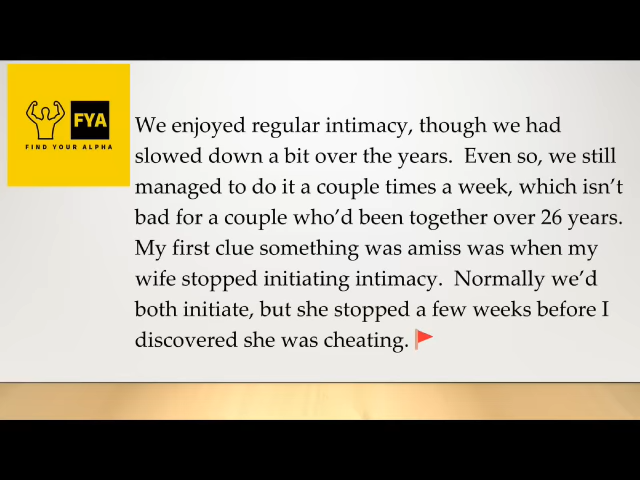 FYA
FIND YOUR ALPHA
We enjoyed regular intimacy, though we had
slowed down a bit over the years.  Even so, we still
managed to do it a couple times a week, which isn’t
bad for a couple who’d been together over 26 years.
My first clue something was amiss was when my
wife stopped initiating intimacy.  Normally we’d
both initiate, but she stopped a few weeks before I
discovered she was cheating. 🚩